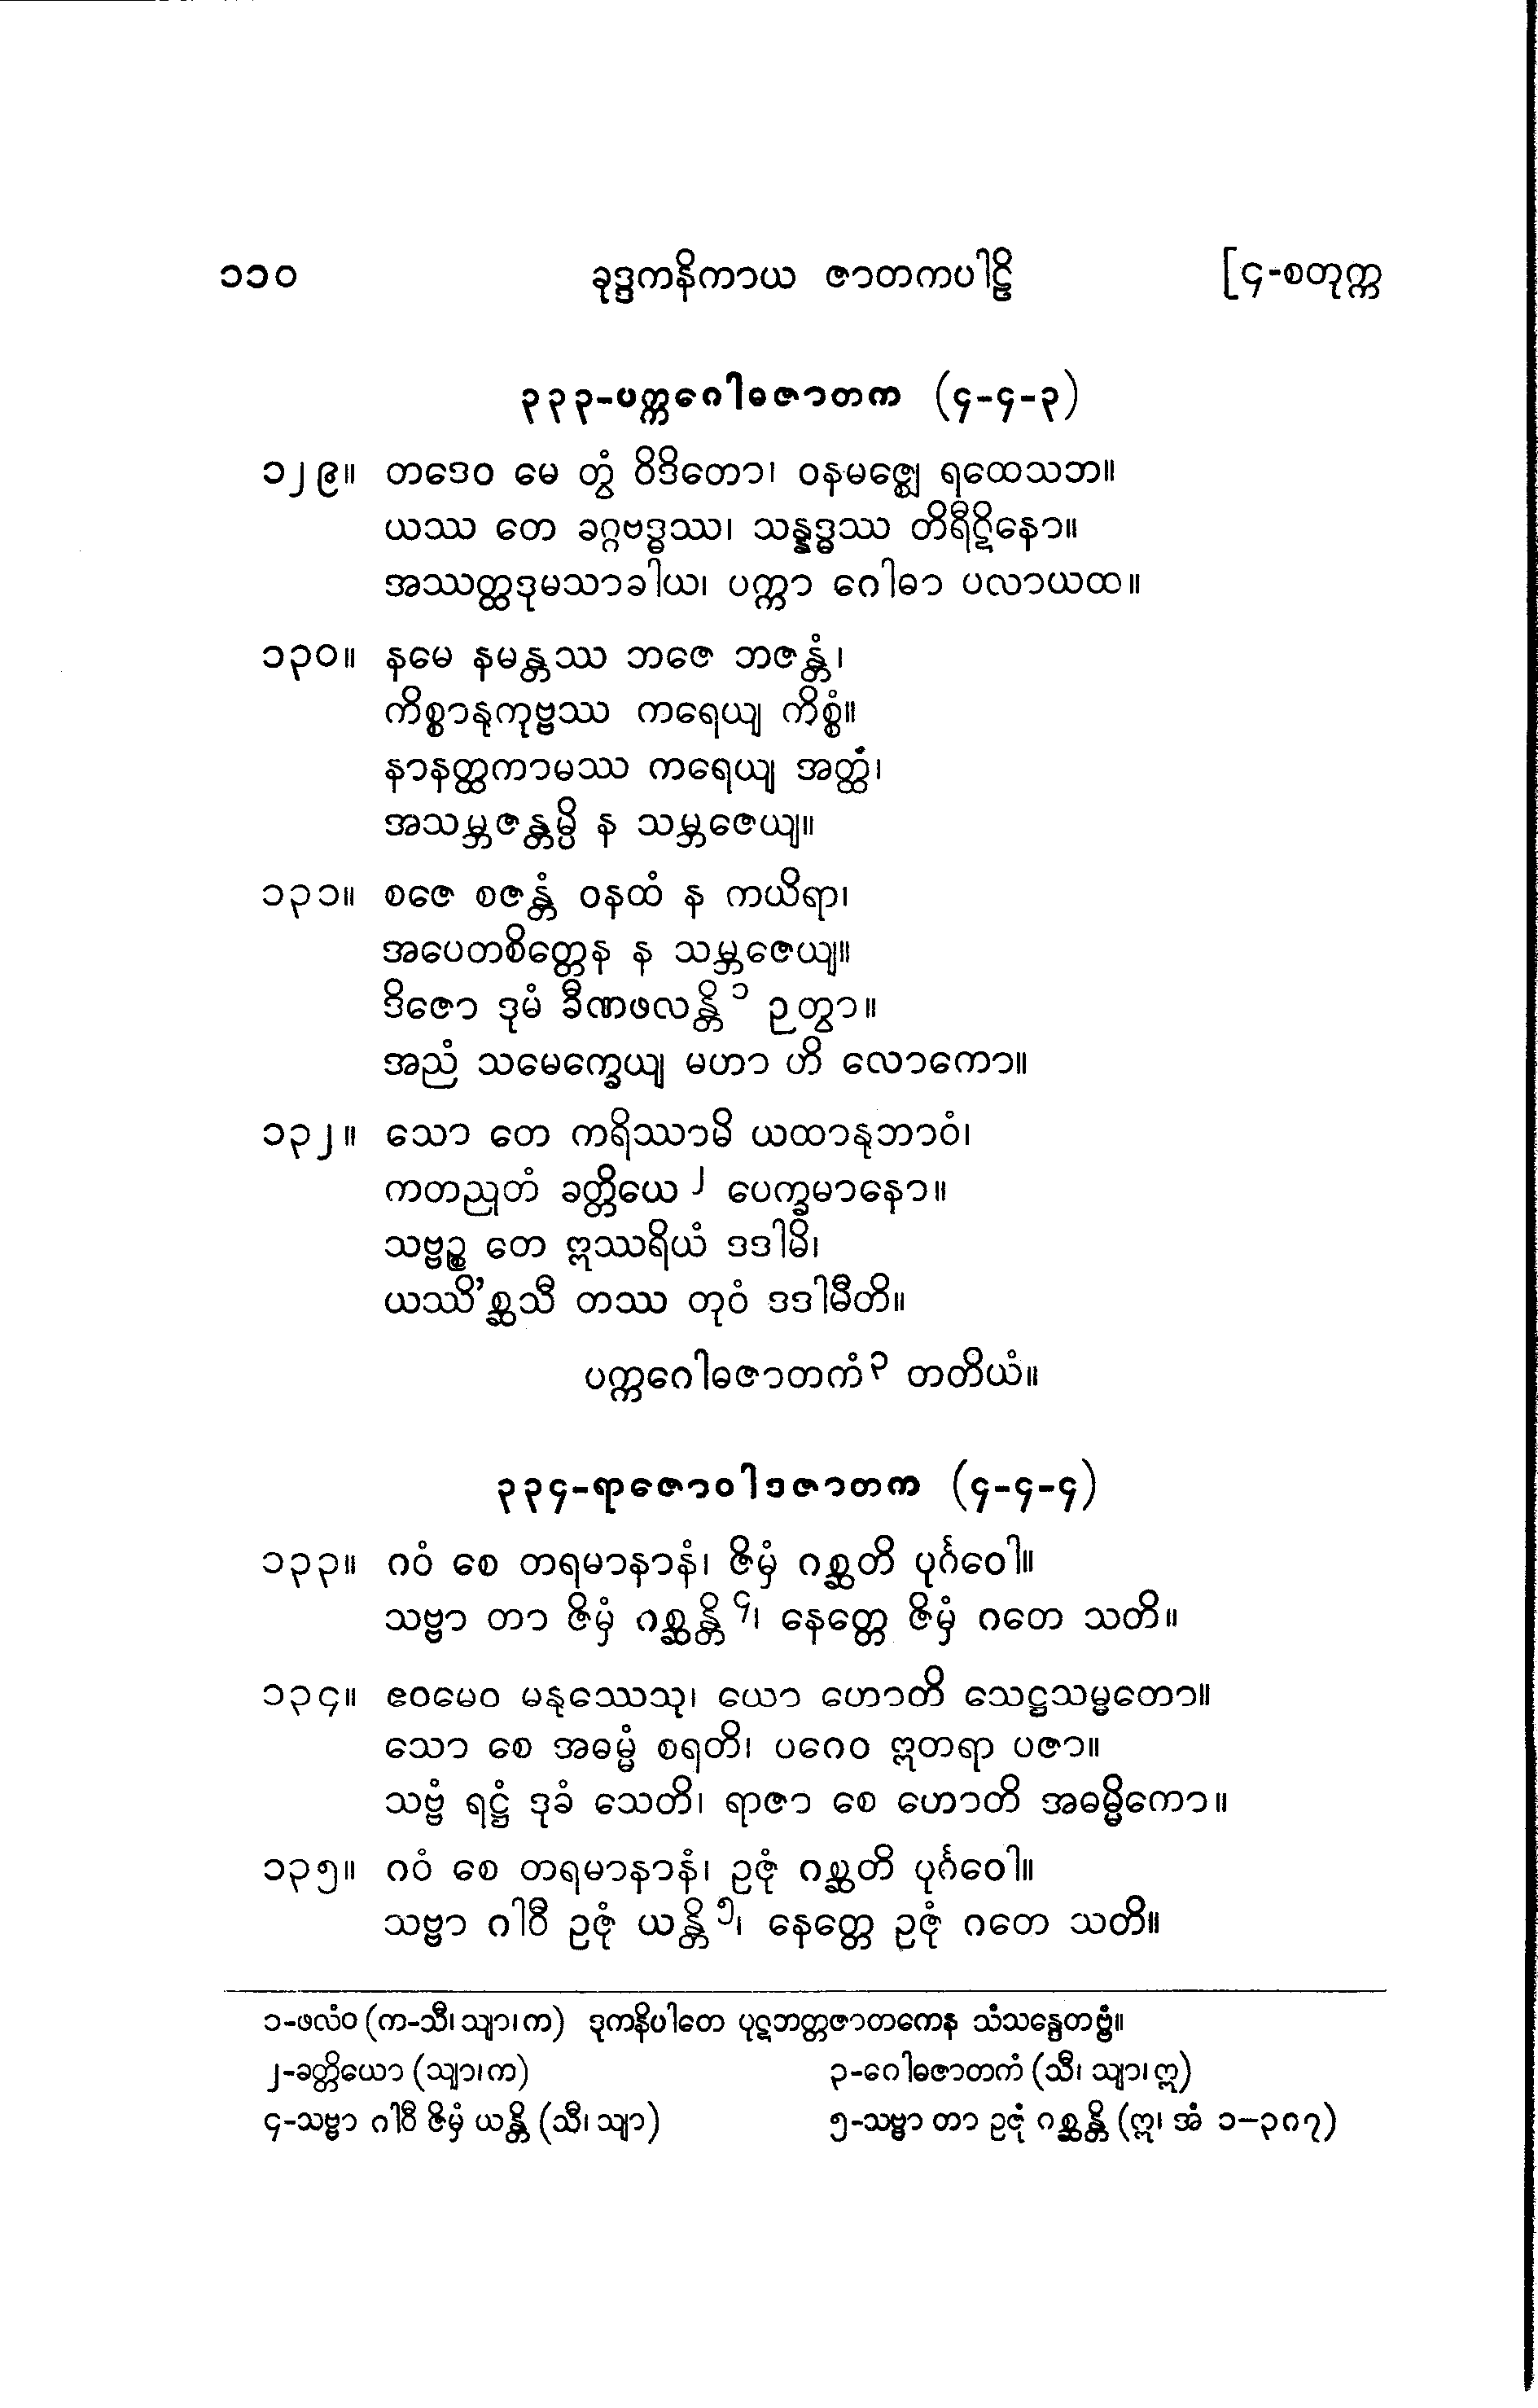 ၁၁၀ ခုဒ္ဒကနိကာယ ဇာတကပါဠိ [၄-စတုက္က
၃၃၃-ပက္ကဂေါဓဇာတက (၄-၄-၃)
၁၂၉။ တဒေဝ မေ တွံ ဝိဒိတော၊ ဝနမဇ္ဈေ ရထေသဘ။
ယဿ တေ ခဂ္ဂဗဒ္ဓဿ၊ သန္နဒ္ဓဿ တိရီဋိနော။
အဿတ္ထဒုမသာခါယ၊ ပက္ကာ ဂေါဓာ ပလာယထ။
၁၃၀။ နမေ နမန္တဿ ဘဇေ ဘဇန္တံ၊
ကိစ္စာနုကုဗ္ဗဿ ကရေယျ ကိစ္စံ။
နာနတ္ထကာမဿ ကရေယျ အတ္ထံ၊
အသမ္ဘဇန္တမ္ပိ န သမ္ဘဇေယျ။
၁၃၁။ စဇေ စဇန္တံ ဝနထံ န ကယိရာ၊
အပေတစိတ္တေန န သမ္ဘဇေယျ။
ဒိဇော ဒုမံ ခီဏဖလန္တိ ၁ ဉတွာ။
အညံ သမေက္ခေယျ မဟာ ဟိ လောကော။
၁၃၂။ သော တေ ကရိဿာမိ ယထာနုဘာဝံ၊
ကတညုတံ ခတ္တိယေ ၂ ပေက္ခမာနော။
သဗ္ဗဉ္စ တေ ဣဿရိယံ ဒဒါမိ၊
ယဿိ’စ္ဆသီ တဿ တုဝံ ဒဒါမီတိ။
ပက္ကဂေါဓဇာတကံ ၃ တတိယံ။
၃၃၄-ရာဇောဝါဒဇာတက (၄-၄-၄)
၁၃၃။ ဂဝံ စေ တရမာနာနံ၊ ဇိမှံ ဂစ္ဆတိ ပုင်္ဂဝေါ။
သဗ္ဗာ တာ ဇိမှံ ဂစ္ဆန္တိ ၄၊ နေတ္တေ ဇိမှံ ဂတေ သတိ။
၁၃၄။ ဧဝမေဝ မနုဿေသု၊ ယော ဟောတိ သေဋ္ဌသမ္မတော။
သော စေ အဓမ္မံ စရတိ၊ ပဂေဝ ဣတရာ ပဇာ။
သဗ္ဗံ ရဋ္ဌံ ဒုခံ သေတိ၊ ရာဇာ စေ ဟောတိ အဓမ္မိကော။
၁၃၅။ ဂဝံ စေ တရမာနာနံ၊ ဥဇုံ ဂစ္ဆတိ ပုင်္ဂဝေါ။
သဗ္ဗာ ဂါဝီ ဥဇုံ ယန္တိ ၅၊ နေတ္တေ ဥဇုံ ဂတေ သတိ။
၁-ဖလံဝ (က-သီ၊ သျာ၊ က) ဒုကနိပါတေ ပုဋဘတ္တဇာတကေန သံသန္ဒေတဗ္ဗံ။
၂-ခတ္တိယော (သျာ၊ က) ၃-ဂေါဓဇာတကံ (သီ၊ သျာ၊ ဣ)
၄-သဗ္ဗာ ဂါဝီ ဇိမှံ ယန္တိ (သီ၊ သျာ) ၅-သဗ္ဗာ တာ ဥဇုံ ဂစ္ဆန္တိ (ဣ၊ အံ ၁–၃၈၇)